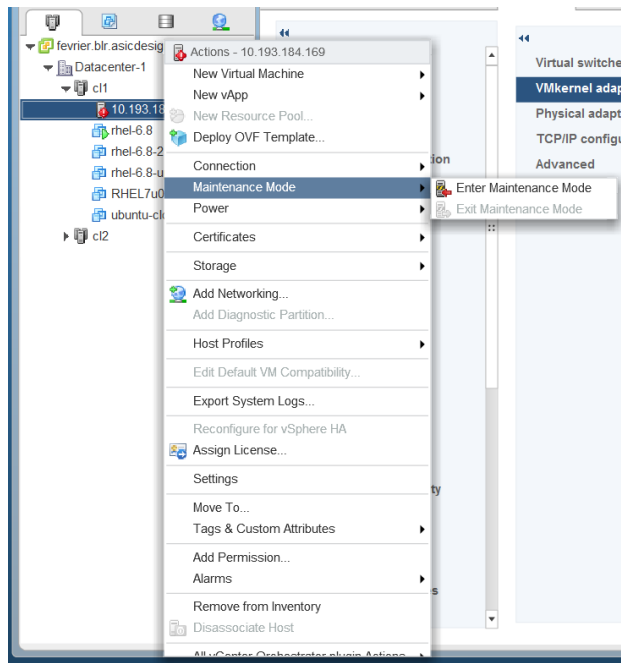 fevrier.blr.asicdesig
Datacenter-1
cl1
10.193.18
rhel-6.8
rhel-6.8-2
rhel-6.8-u
RHEL7u0
ubuntu-clo
cl2
Actions - 10.193.184.169
New Virtual Machine
New vApp
New Resource Pool...
Deploy OVF Template...
Connection
Maintenance Mode
Power
Certificates
Storage
Add Networking...
Add Diagnostic Partition...
Host Profiles
Edit Default VM Compatibility...
Export System Logs...
Reconfigure for vSphere HA
Assign License...
Settings
Move To...
Tags & Custom Attributes
Add Permission...
Alarms
Remove from Inventory
Disassociate Host
All vCenter Orchestrator plugin Actions
Enter Maintenance Mode
Exit Maintenance Mode
tion
ty
s
Virtual switche
VMkernel adap
Physical adapt
TCP/IP configu
Advanced